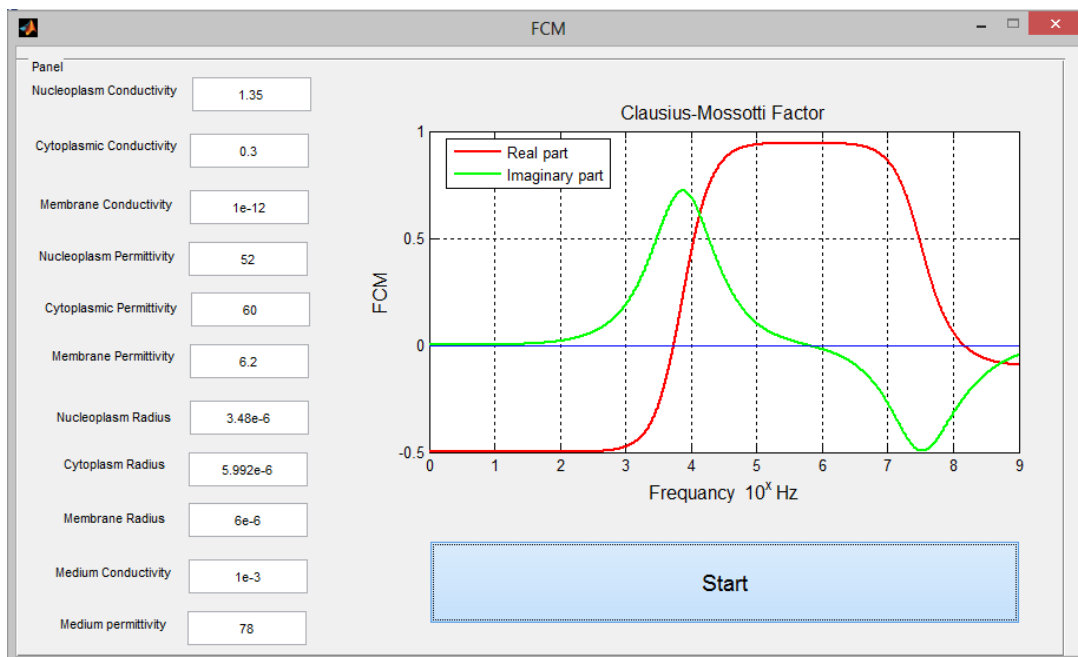 FCM
Panel
Nucleoplasm Conductivity 1.35
Cytoplasmic Conductivity 0.3
Membrane Conductivity 1e-12
Nucleoplasm Permittivity 52
Cytoplasmic Permittivity 60
Membrane Permittivity 6.2
Nucleoplasm Radius 3.48e-6
Cytoplasm Radius 5.992e-6
Membrane Radius 6e-6
Medium Conductivity 1e-3
Medium permittivity 78
Clausius-Mossotti Factor
Real part
Imaginary part
1
0.5
0
-0.5
FCM
0 1 2 3 4 5 6 7 8 9
Frequancy 10^x Hz
Start